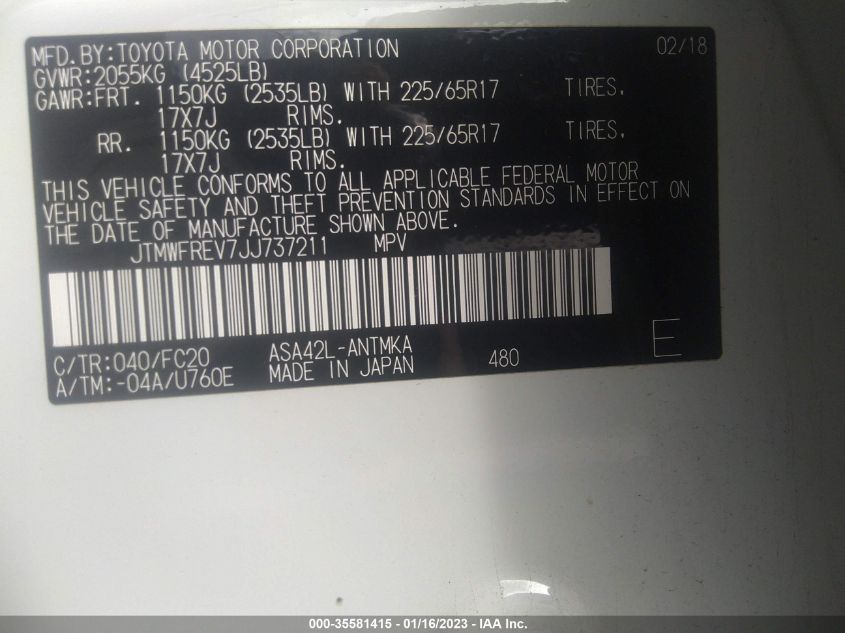 MFD.BY:TOYOTA MOTOR CORPORATION 02/18
GVWR:2055KG (4525LB)
GAWR:FRT. 1150KG (2535LB) WITH 225/65R17 TIRES.
17X7J RIMS.
RR. 1150KG (2535LB) WITH 225/65R17 TIRES.
17X7J RIMS.
THIS VEHICLE CONFORMS TO ALL APPLICABLE FEDERAL MOTOR
VEHICLE SAFETY AND THEFT PREVENTION STANDARDS IN EFFECT ON
THE DATE OF MANUFACTURE SHOWN ABOVE.
JTMWFREV7JJ737211 MPV
C/TR:040/FC20 ASA42L-ANTMKA 480 E
A/TM:-04A/U760E MADE IN JAPAN
000-35581415 - 01/16/2023 - IAA Inc.